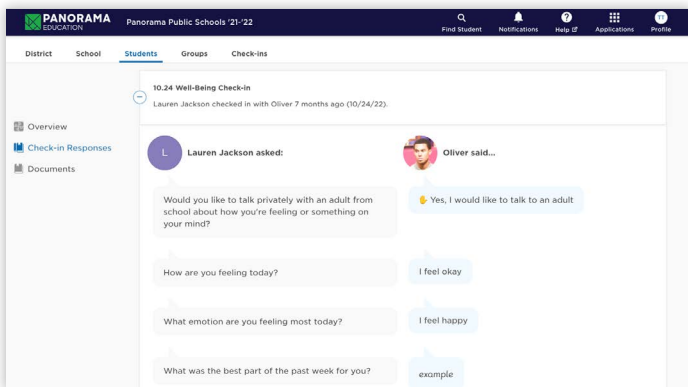 PANORAMA
EDUCATION
Panorama Public Schools '21-'22
Find Student
Notifications
Help
Applications
TT
Profile
District
School
Students
Groups
Check-ins
10.24 Well-Being Check-in
Lauren Jackson checked in with Oliver 7 months ago (10/24/22).
Overview
Check-in Responses
Documents
L
Lauren Jackson asked:
Oliver said...
Would you like to talk privately with an adult from
school about how you're feeling or something on
your mind?
✋ Yes, I would like to talk to an adult
How are you feeling today?
I feel okay
What emotion are you feeling most today?
I feel happy
What was the best part of the past week for you?
example